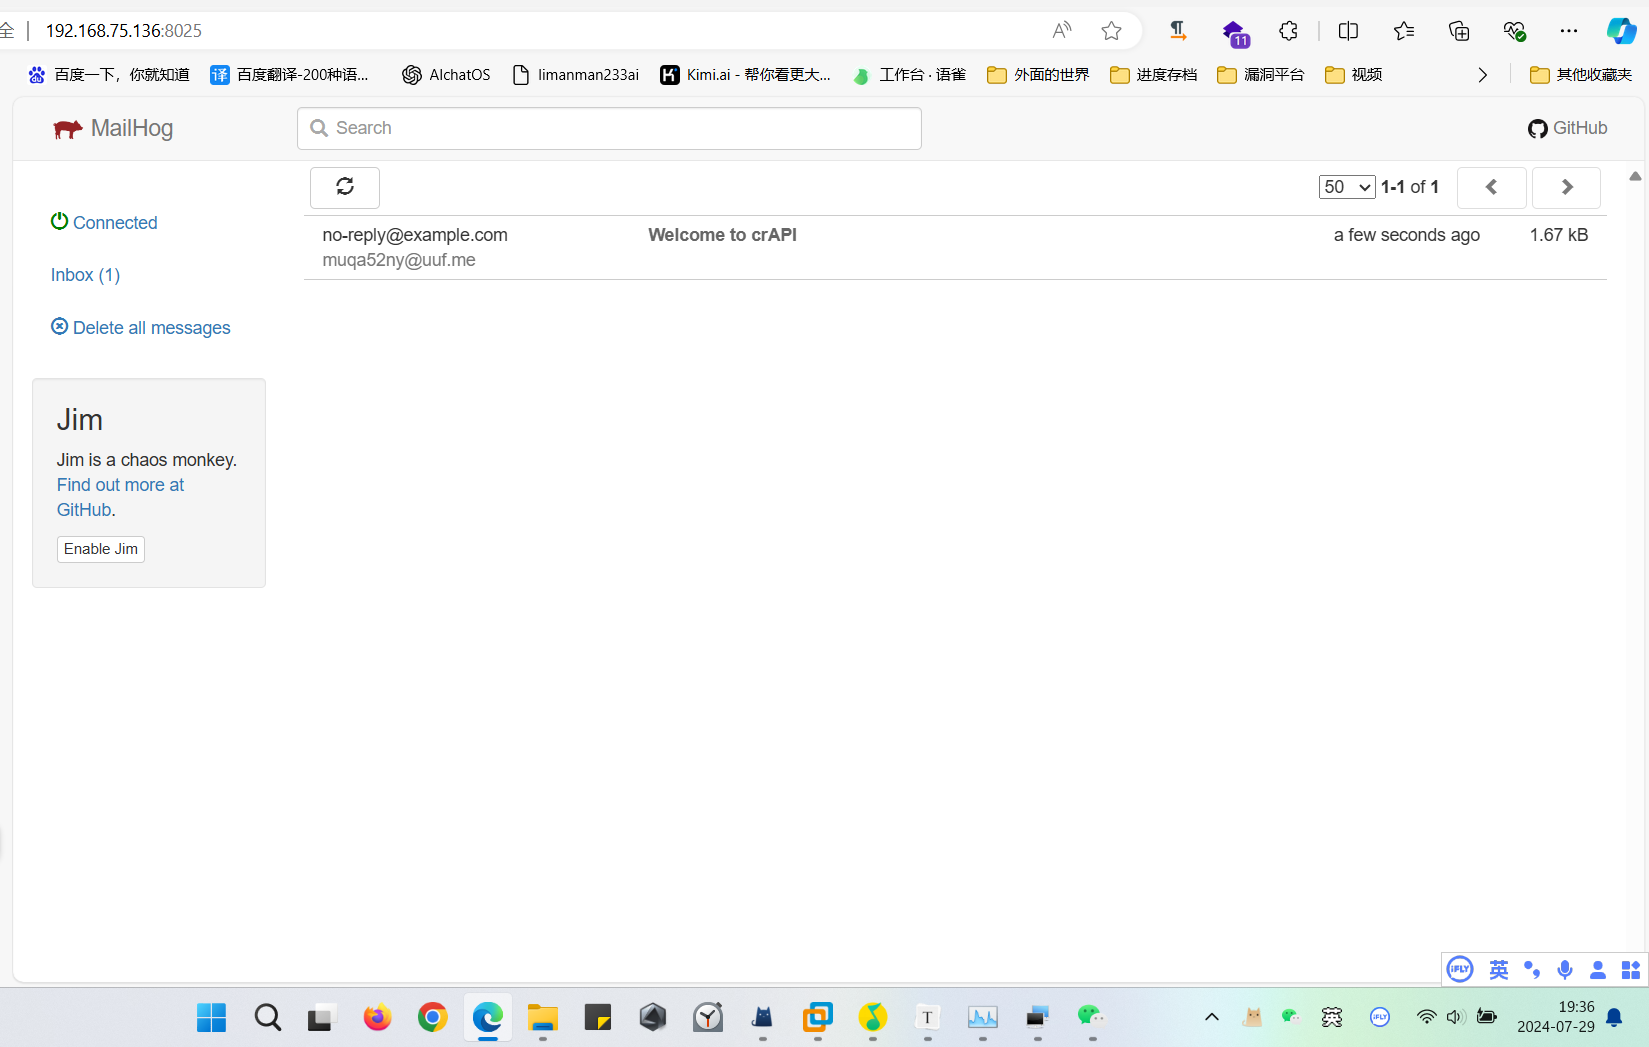 全 192.168.75.136:8025 A 11
百度一下，你就知道 译 百度翻译-200种语... AIchatOS limanman233ai Kimi.ai - 帮你看更大... 工作台 · 语雀 外面的世界 进度存档 漏洞平台 视频 其他收藏夹
MailHog Search GitHub
50 1-1 of 1
Connected
no-reply@example.com Welcome to crAPI a few seconds ago 1.67 kB
muqa52ny@uuf.me
Inbox (1)
Delete all messages
Jim
Jim is a chaos monkey.
Find out more at
GitHub.
Enable Jim
iFLY 英
T 英 iFLY 19:36
2024-07-29